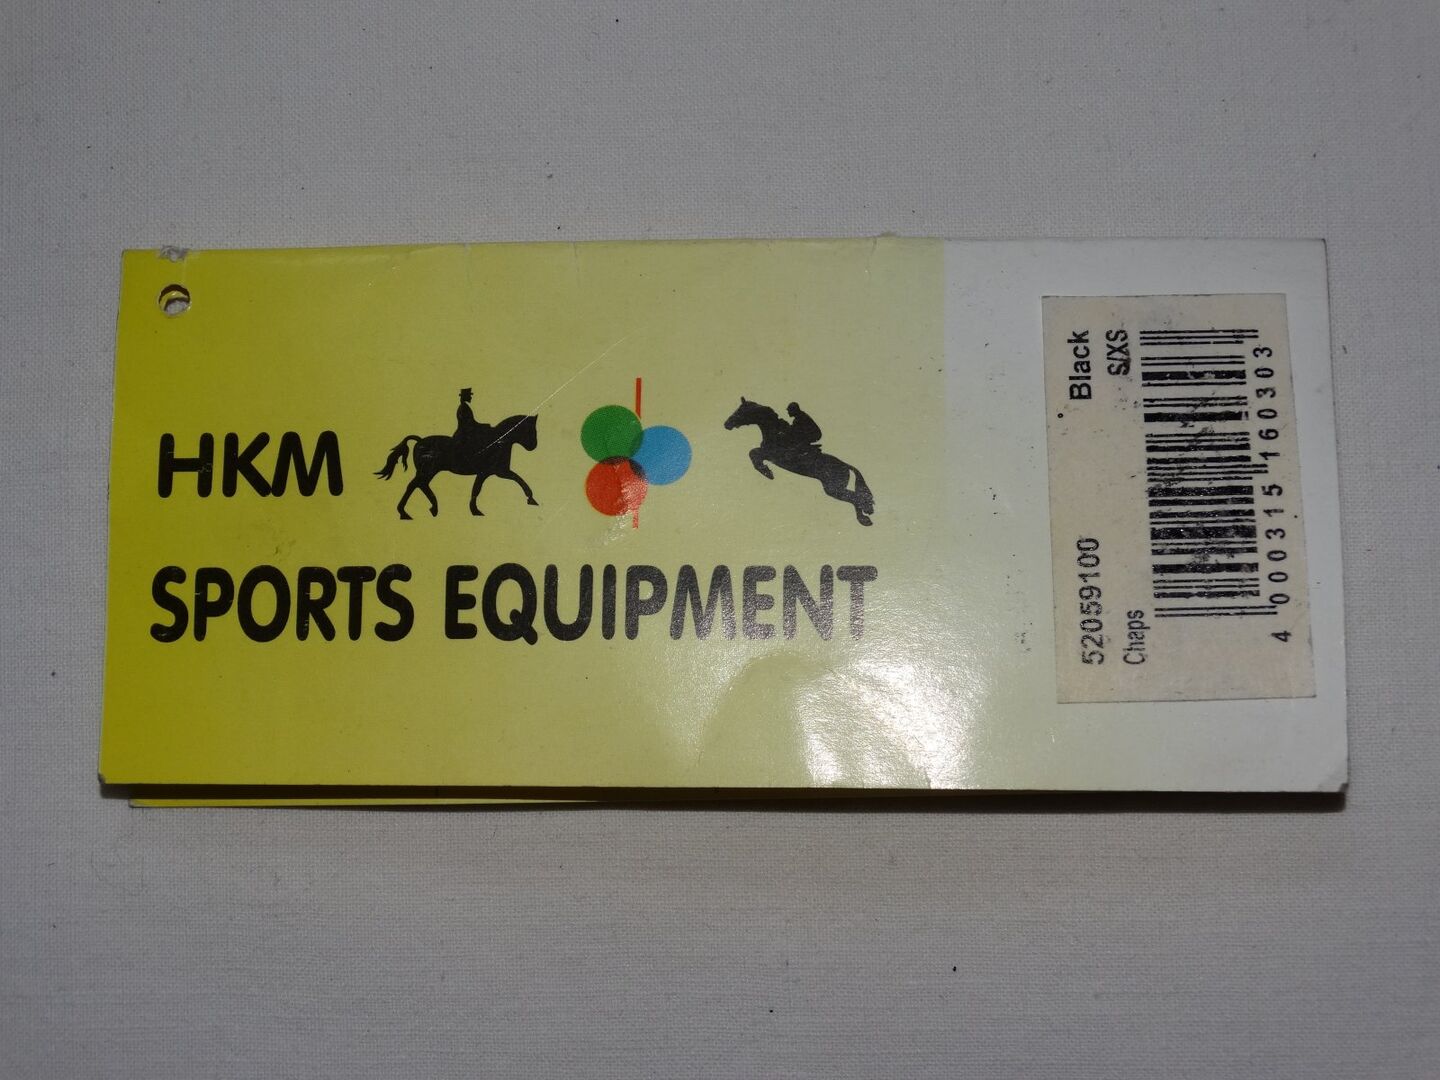 HKM
SPORTS EQUIPMENT
52059100 Black
Chaps S/XS
4 000315 160303